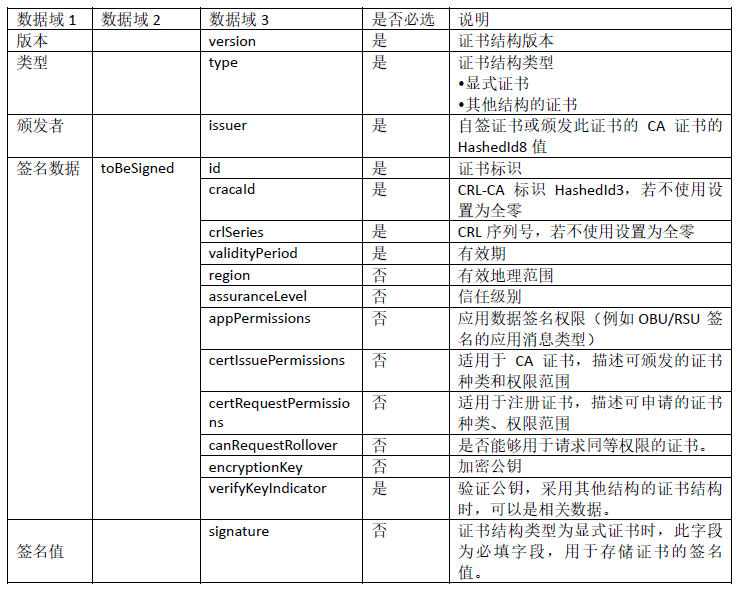 数据域 1 数据域 2 数据域 3 是否必选 说明
版本 version 是 证书结构版本
类型 type 是 证书结构类型
•显式证书
•其他结构的证书
颁发者 issuer 是 自签证书或颁发此证书的 CA 证书的
HashedId8 值
签名数据 toBeSigned id 是 证书标识
cracaId 是 CRL-CA 标识 HashedId3，若不使用设
置为全零
crlSeries 是 CRL 序列号，若不使用设置为全零
validityPeriod 是 有效期
region 否 有效地理范围
assuranceLevel 否 信任级别
appPermissions 否 应用数据签名权限（例如 OBU/RSU 签
名的应用消息类型）
certIssuePermissions 否 适用于 CA 证书，描述可颁发的证书
种类和权限范围
certRequestPermissio 否 适用于注册证书，描述可申请的证书
ns 种类、权限范围
canRequestRollover 否 是否能够用于请求同等权限的证书。
encryptionKey 否 加密公钥
verifyKeyIndicator 是 验证公钥，采用其他结构的证书结构
时，可以是相关数据。
签名值 signature 否 证书结构类型为显式证书时，此字段
为必填字段，用于存储证书的签名
值。